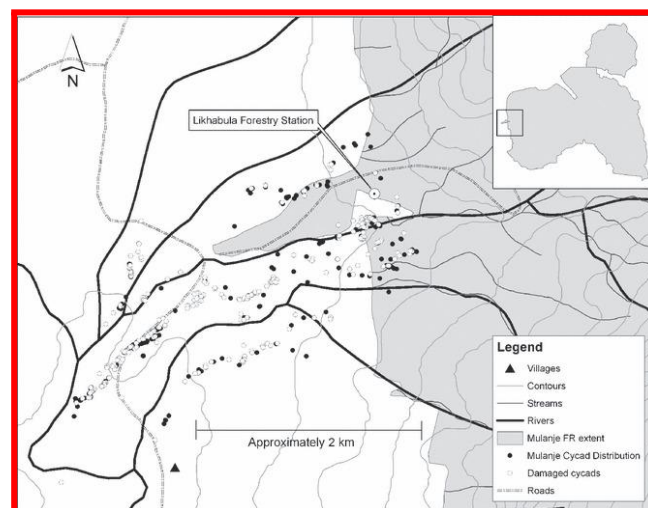 N
Likhabula Forestry Station
Approximately 2 km
Legend
Villages
Contours
Streams
Rivers
Mulanje FR extent
Mulanje Cycad Distribution
Damaged cycads
Roads